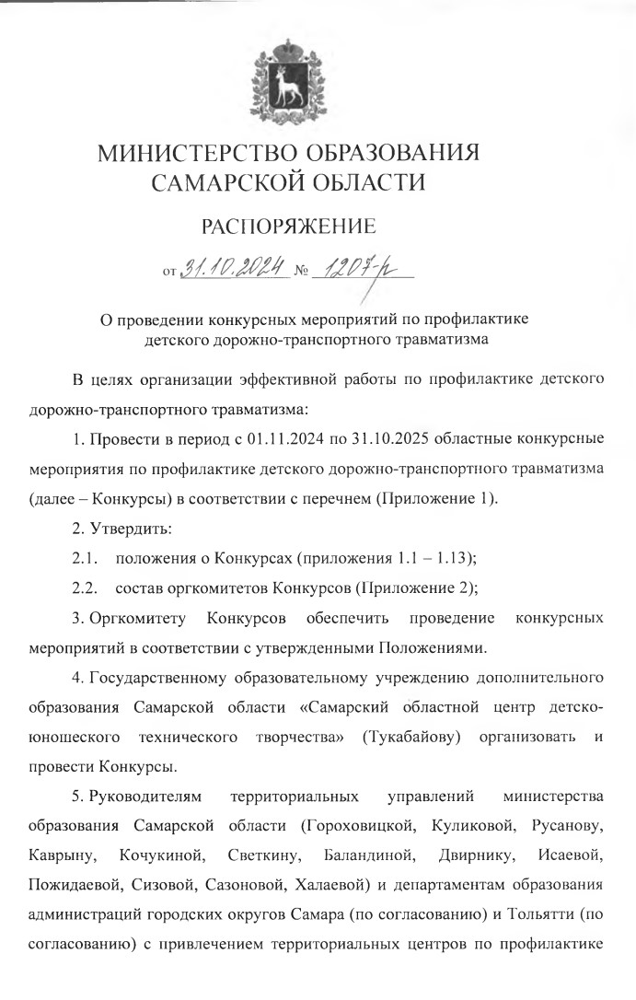 МИНИСТЕРСТВО ОБРАЗОВАНИЯ
САМАРСКОЙ ОБЛАСТИ
РАСПОРЯЖЕНИЕ
от 31.10.2024 № 1207-р
О проведении конкурсных мероприятий по профилактике
детского дорожно-транспортного травматизма
В целях организации эффективной работы по профилактике детского
дорожно-транспортного травматизма:
1. Провести в период с 01.11.2024 по 31.10.2025 областные конкурсные
мероприятия по профилактике детского дорожно-транспортного травматизма
(далее – Конкурсы) в соответствии с перечнем (Приложение 1).
2. Утвердить:
2.1. положения о Конкурсах (приложения 1.1 – 1.13);
2.2. состав оргкомитетов Конкурсов (Приложение 2);
3. Оргкомитету Конкурсов обеспечить проведение конкурсных
мероприятий в соответствии с утвержденными Положениями.
4. Государственному образовательному учреждению дополнительного
образования Самарской области «Самарский областной центр детско-
юношеского технического творчества» (Тукабайову) организовать и
провести Конкурсы.
5. Руководителям территориальных управлений министерства
образования Самарской области (Гороховицкой, Куликовой, Русанову,
Каврыну, Кочукиной, Светкину, Баландиной, Двирнику, Исаевой,
Пожидаевой, Сизовой, Сазоновой, Халаевой) и департаментам образования
администраций городских округов Самара (по согласованию) и Тольятти (по
согласованию) с привлечением территориальных центров по профилактике